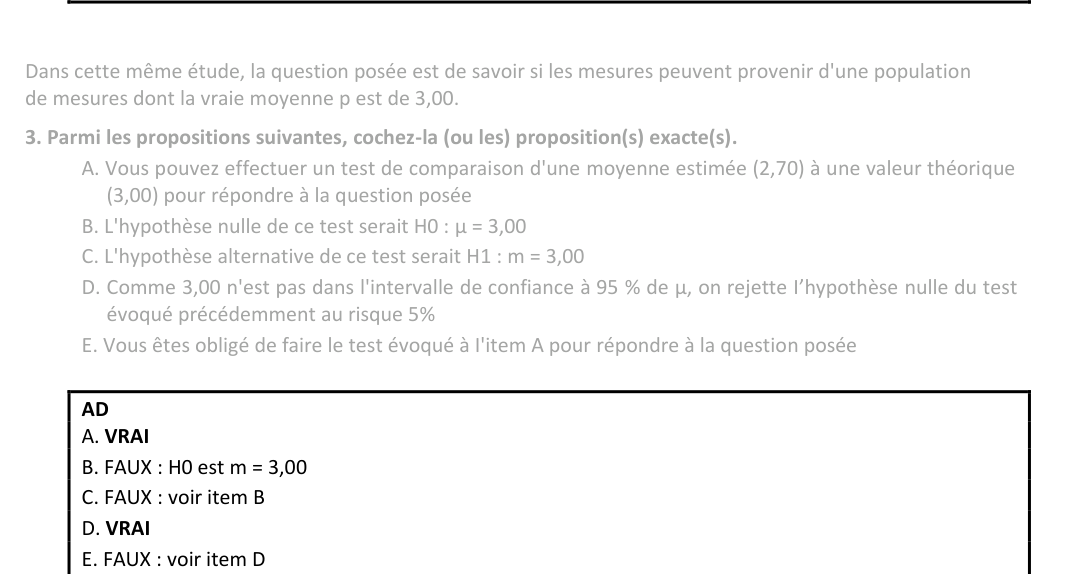 Dans cette même étude, la question posée est de savoir si les mesures peuvent provenir d'une population
de mesures dont la vraie moyenne p est de 3,00.
3. Parmi les propositions suivantes, cochez-la (ou les) proposition(s) exacte(s).
A. Vous pouvez effectuer un test de comparaison d'une moyenne estimée (2,70) à une valeur théorique
(3,00) pour répondre à la question posée
B. L'hypothèse nulle de ce test serait H0 : μ = 3,00
C. L'hypothèse alternative de ce test serait H1 : m = 3,00
D. Comme 3,00 n'est pas dans l'intervalle de confiance à 95 % de μ, on rejette l’hypothèse nulle du test
évoqué précédemment au risque 5%
E. Vous êtes obligé de faire le test évoqué à I'item A pour répondre à la question posée
AD
A. VRAI
B. FAUX : H0 est m = 3,00
C. FAUX : voir item B
D. VRAI
E. FAUX : voir item D